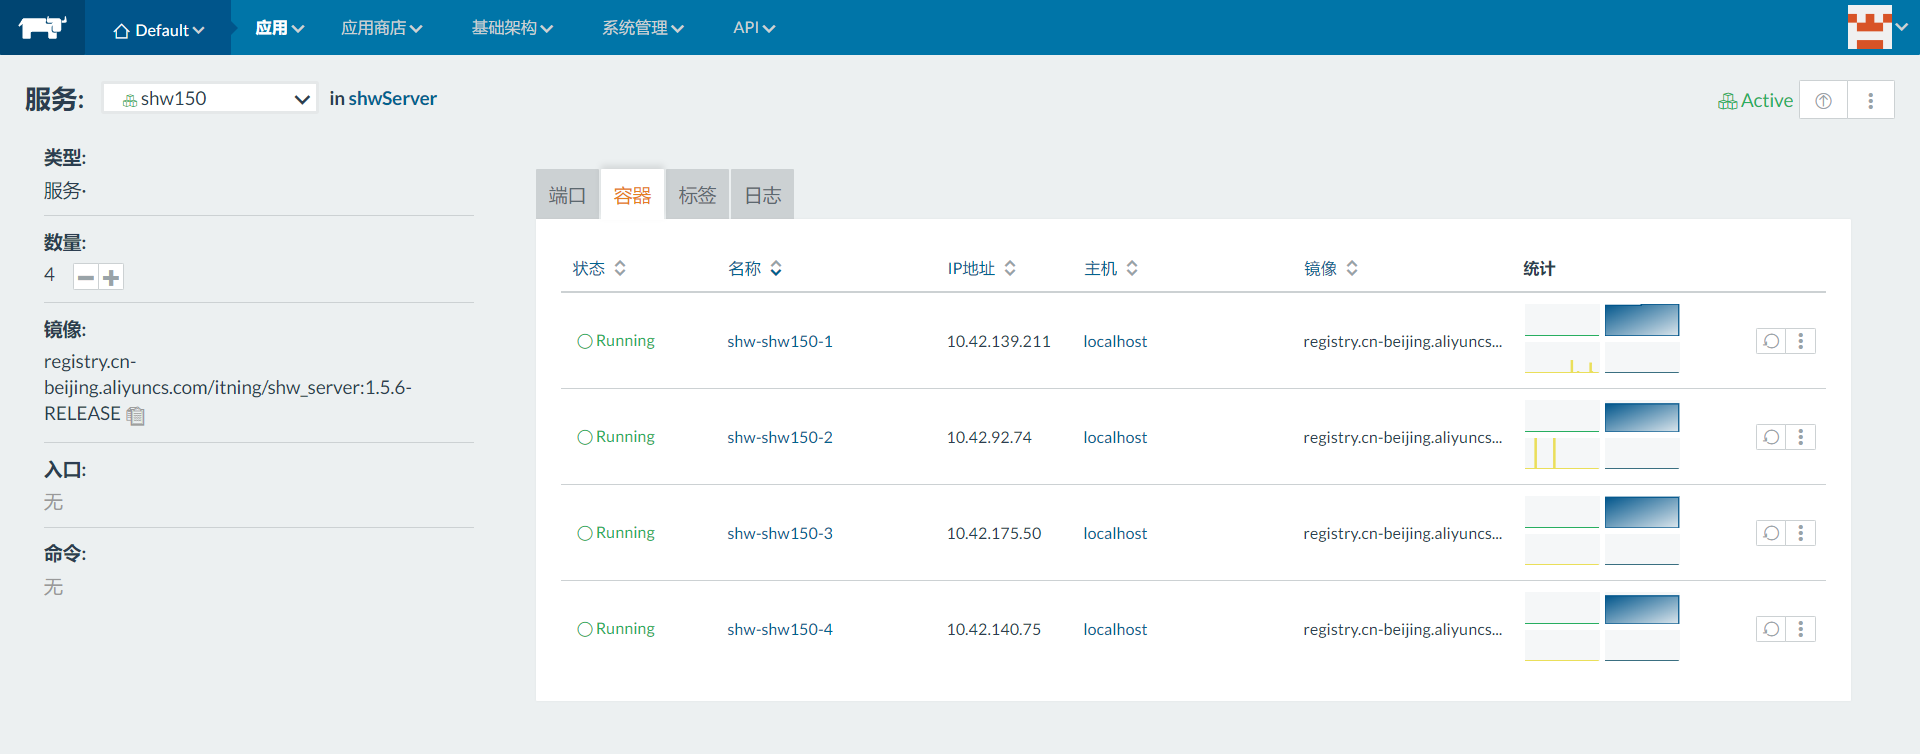 Default
应用
应用商店
基础架构
系统管理
API
服务:
shw150
in shwServer
Active
类型:
服务·
数量:
4
镜像:
registry.cn-
beijing.aliyuncs.com/itning/shw_server:1.5.6-
RELEASE
入口:
无
命令:
无
端口
容器
标签
日志
状态 名称 IP地址 主机 镜像 统计
Running shw-shw150-1 10.42.139.211 localhost registry.cn-beijing.aliyuncs...
Running shw-shw150-2 10.42.92.74 localhost registry.cn-beijing.aliyuncs...
Running shw-shw150-3 10.42.175.50 localhost registry.cn-beijing.aliyuncs...
Running shw-shw150-4 10.42.140.75 localhost registry.cn-beijing.aliyuncs...